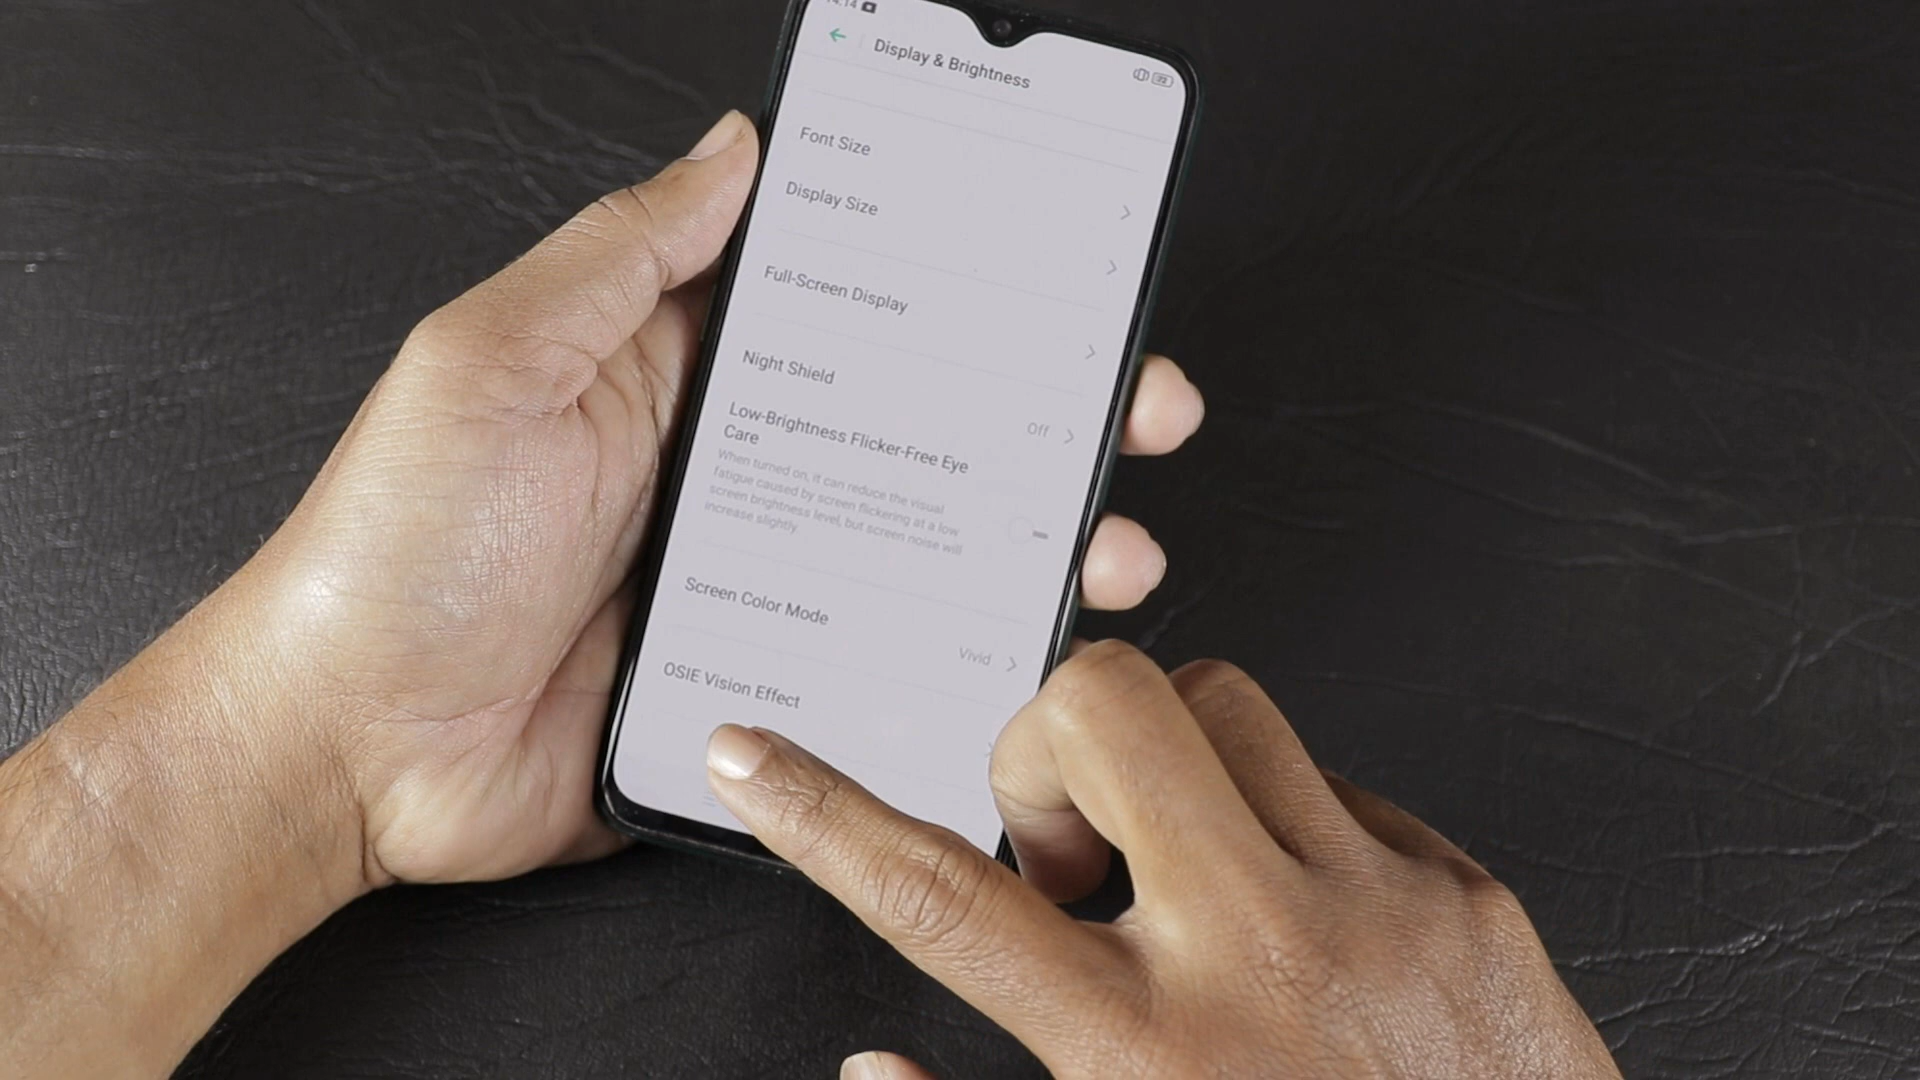 14:14
Display & Brightness
Font Size
Display Size
Full-Screen Display
Night Shield
Off
Low-Brightness Flicker-Free Eye
Care
When turned on, it can reduce the visual
fatigue caused by screen flickering at a low
screen brightness level, but screen noise will
increase slightly.
Screen Color Mode
Vivid
OSIE Vision Effect